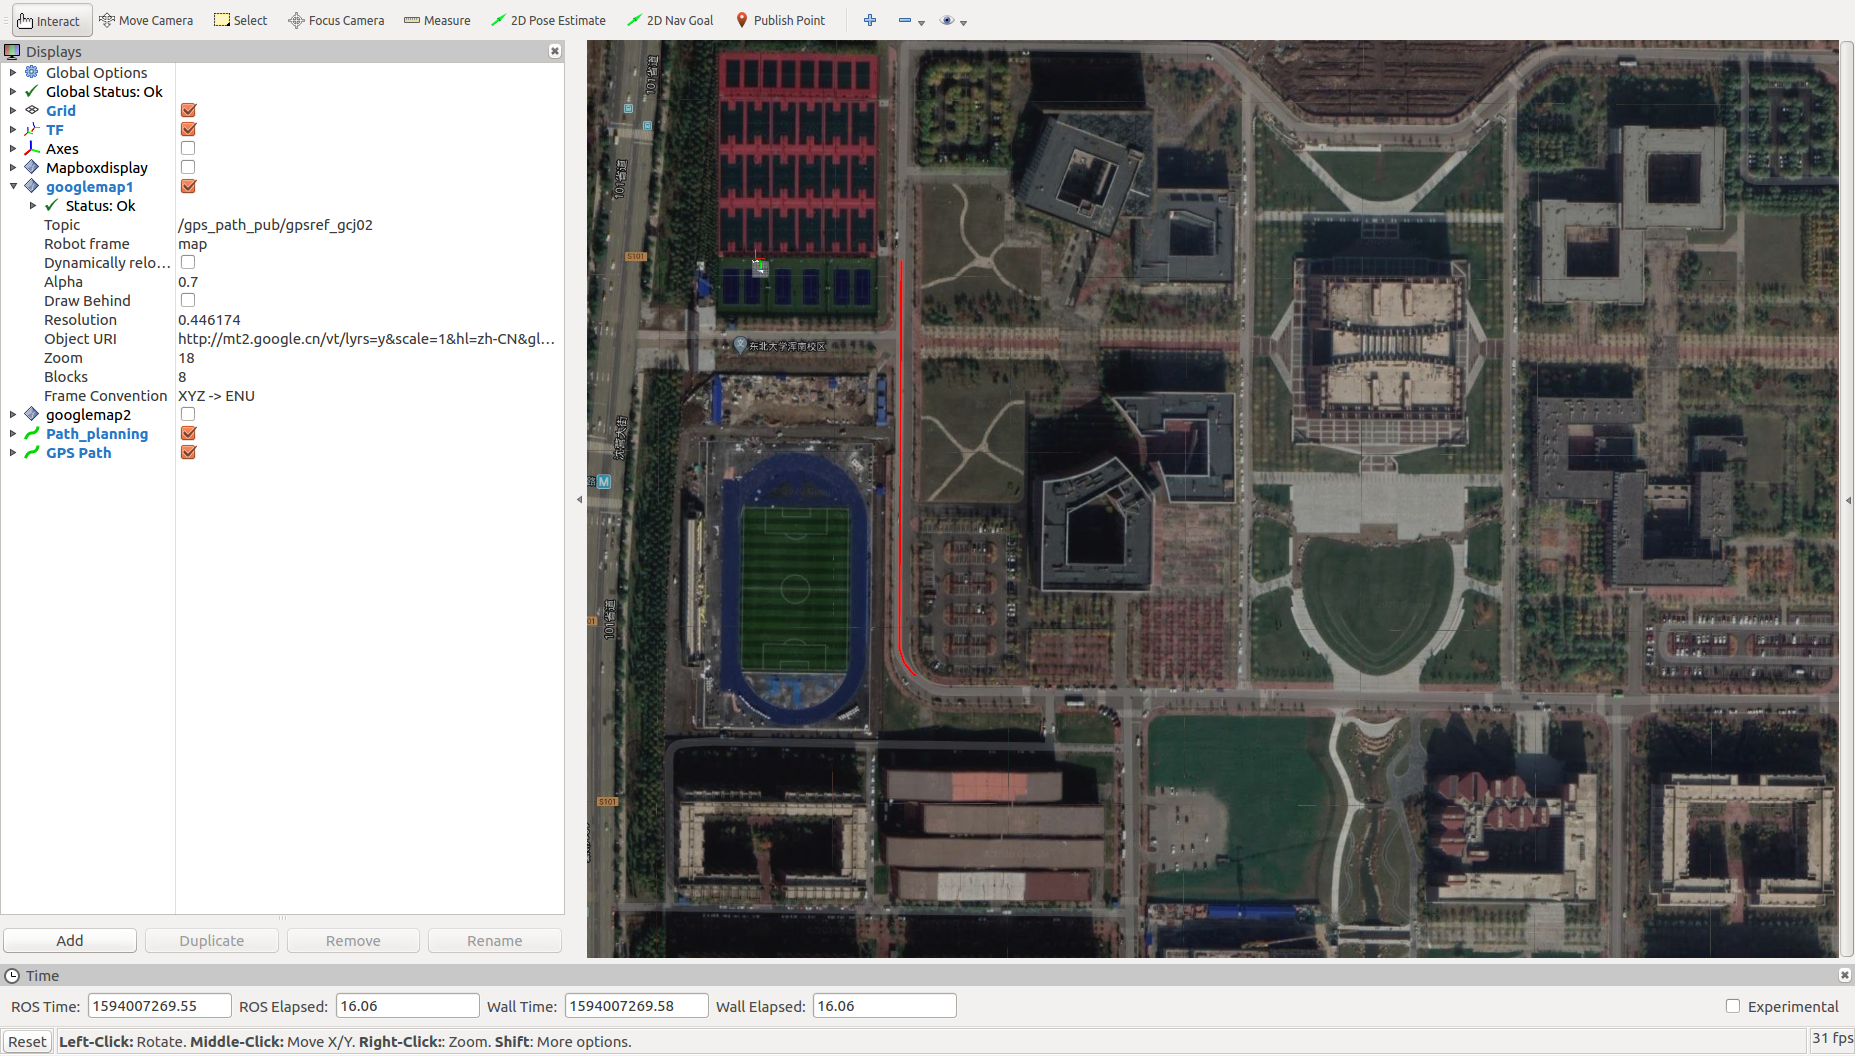 Interact Move Camera Select Focus Camera Measure 2D Pose Estimate 2D Nav Goal Publish Point
Displays
Global Options
Global Status: Ok
Grid
TF
Axes
Mapboxdisplay
googlemap1
Status: Ok
Topic /gps_path_pub/gpsref_gcj02
Robot frame map
Dynamically relo...
Alpha 0.7
Draw Behind
Resolution 0.446174
Object URI http://mt2.google.cn/vt/lyrs=y&scale=1&hl=zh-CN&gl...
Zoom 18
Blocks 8
Frame Convention XYZ -> ENU
googlemap2
Path_planning
GPS Path
Add Duplicate Remove Rename
101省道
101省道
S101
东北大学浑南校区
沈营大街
路 M
01
101省道
S101
Time
ROS Time: 1594007269.55 ROS Elapsed: 16.06 Wall Time: 1594007269.58 Wall Elapsed: 16.06 Experimental
Reset Left-Click: Rotate. Middle-Click: Move X/Y. Right-Click:: Zoom. Shift: More options. 31 fps